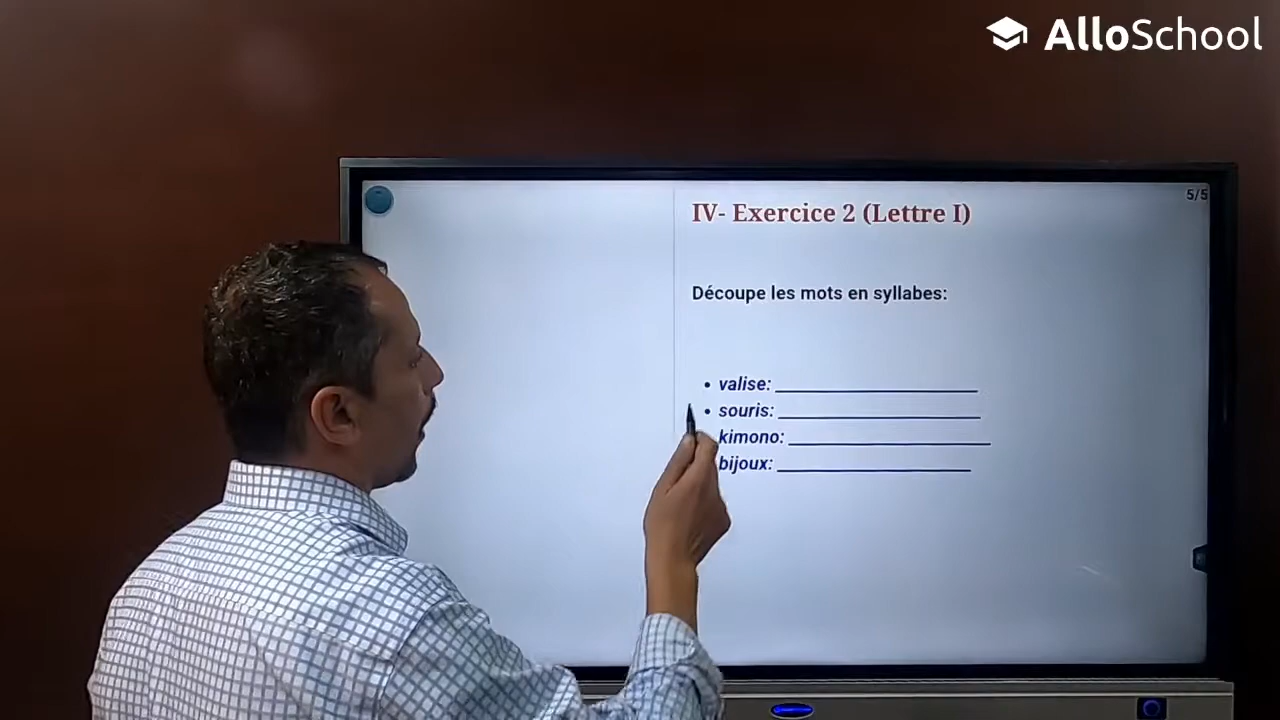 AlloSchool
5/5
IV- Exercice 2 (Lettre I)
Découpe les mots en syllabes:
• valise: ____________________
• souris: ____________________
kimono: ____________________
bijoux: ____________________